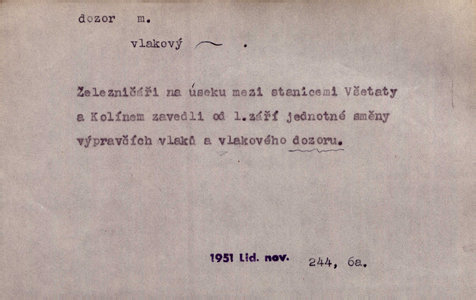 dozor m.
vlakový ~ .
Železničáři na úseku mezi stanicemi Všetaty
a Kolínem zavedli od 1.září jednotné směny
výpravčích vlaků a vlakového dozoru.
1951 Lid. nov. 244, 6a.